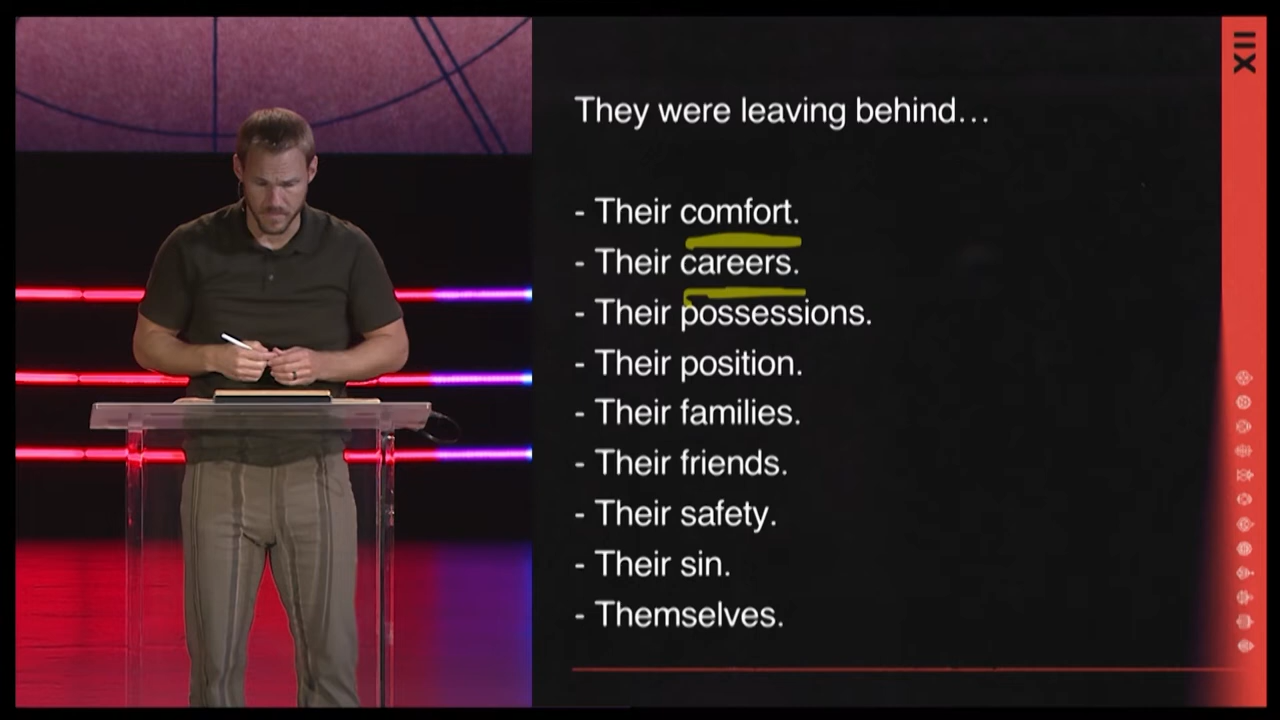 They were leaving behind…
- Their comfort.
- Their careers.
- Their possessions.
- Their position.
- Their families.
- Their friends.
- Their safety.
- Their sin.
- Themselves.
XII